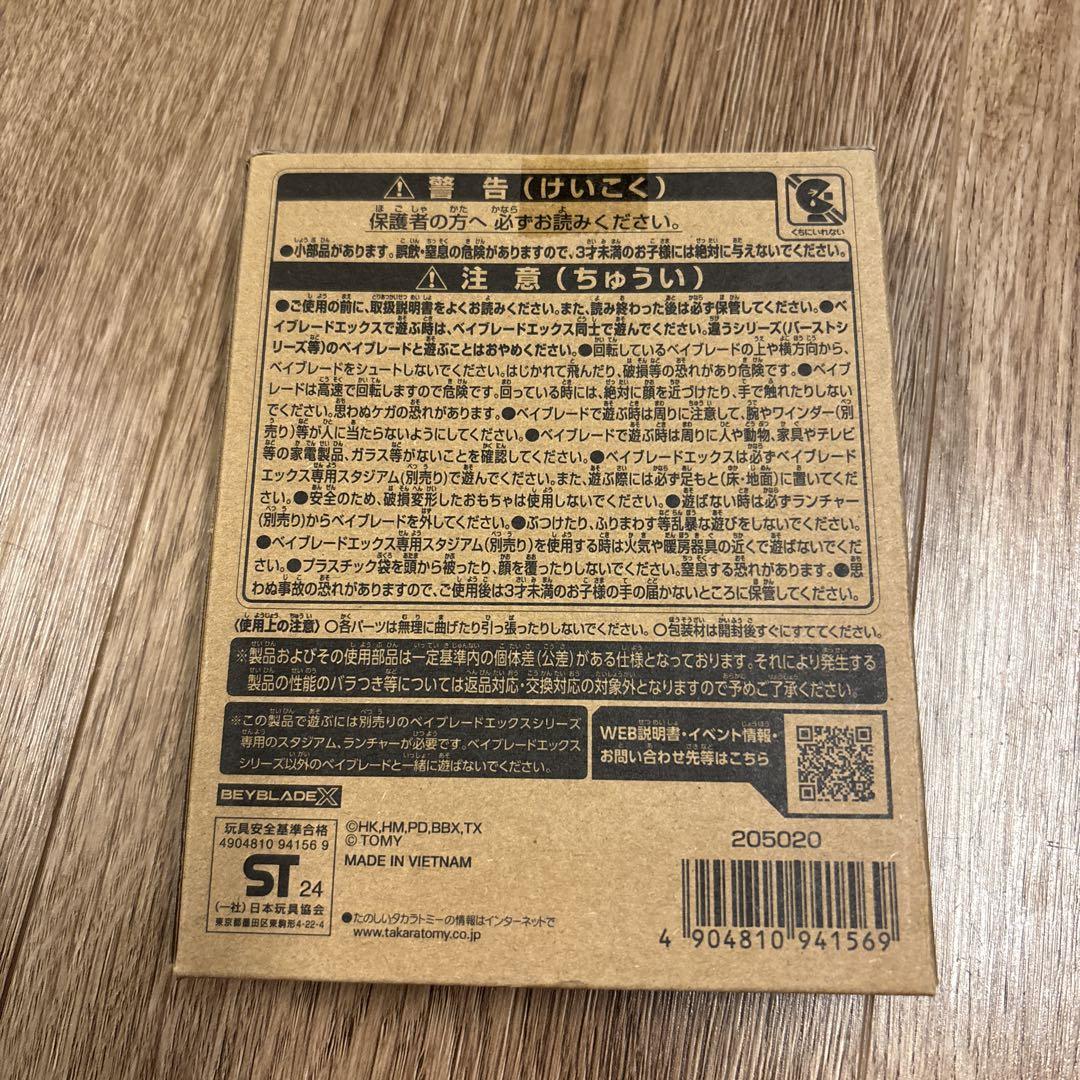 ⚠ 警告(けいこく)
保護者の方へ 必ずお読みください。
くちにいれない
●小部品があります。誤飲・窒息の危険がありますので、3才未満のお子様には絶対に与えないでください。
⚠ 注意(ちゅうい)
●ご使用の前に、取扱説明書をよくお読みください。また、読み終わった後は必ず保管してください。●ベ
イブレードエックスで遊ぶ時は、ベイブレードエックス同士で遊んでください。違うシリーズ(バーストシ
リーズ等)のベイブレードと遊ぶことはおやめください。●回転しているベイブレードの上や横方向から、
ベイブレードをシュートしないでください。はじかれて飛んだり、破損等の恐れがあり危険です。●ベイブ
レードは高速で回転しますので危険です。回っている時には、絶対に顔を近づけたり、手で触れたりしない
でください。思わぬケガの恐れがあります。●ベイブレードで遊ぶ時は周りに注意して、腕やワインダー(別
売り)等が人に当たらないようにしてください。●ベイブレードで遊ぶ時は周りに人や動物、家具やテレビ
等の家電製品、ガラス等がないことを確認してください。●ベイブレードエックスは必ずベイブレード
エックス専用スタジアム(別売り)で遊んでください。また、遊ぶ際には必ず足もと(床・地面)に置いてくだ
さい。●安全のため、破損変形したおもちゃは使用しないでください。●遊ばない時は必ずランチャー
(別売り)からベイブレードを外してください。●ぶつけたり、ふりまわす等乱暴な遊びをしないでください。
●ベイブレードエックス専用スタジアム(別売り)を使用する時は火気や暖房器具の近くで遊ばないでくだ
さい。●プラスチック袋を頭から被ったり、顔を覆ったりしないでください。窒息する恐れがあります。●思
わぬ事故の恐れがありますので、ご使用後は3才未満のお子様の手の届かないところに保管してください。
〈使用上の注意〉○各パーツは無理に曲げたり引っ張ったりしないでください。○包装材は開封後すぐにすててください。
※製品およびその使用部品は一定基準内の個体差(公差)がある仕様となっております。それにより発生する
製品の性能のバラつき等については返品対応・交換対応の対象外となりますので予めご了承ください。
※この製品で遊ぶには別売りのベイブレードエックスシリーズ
専用のスタジアム、ランチャーが必要です。ベイブレードエックス
シリーズ以外のベイブレードと一緒に遊ばないでください。
WEB説明書・イベント情報・
お問い合わせ先等はこちら
BEYBLADE X
玩具安全基準合格
4904810 94156 9
ST 24
(一社)日本玩具協会
東京都墨田区東駒形4-22-4
©HK,HM,PD,BBX,TX
© TOMY
MADE IN VIETNAM
●たのしいタカラトミーの情報はインターネットで
www.takaratomy.co.jp
205020
4 904810 941569